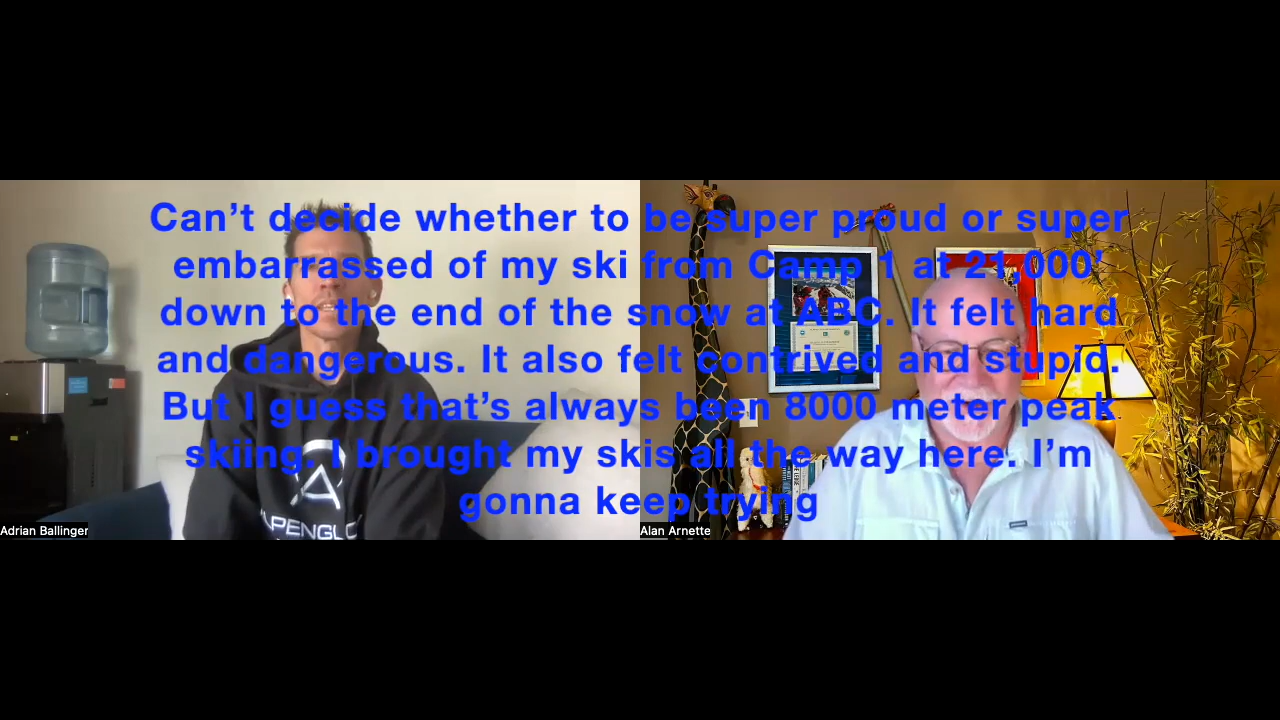 Can’t decide whether to be super proud or super
embarrassed of my ski from Camp 1 at 21,000’
down to the end of the snow at ABC. It felt hard
and dangerous. It also felt contrived and stupid.
But I guess that’s always been 8000 meter peak
skiing. I brought my skis all the way here. I’m
gonna keep trying
PENGL
Adrian Ballinger
Alan Arnette